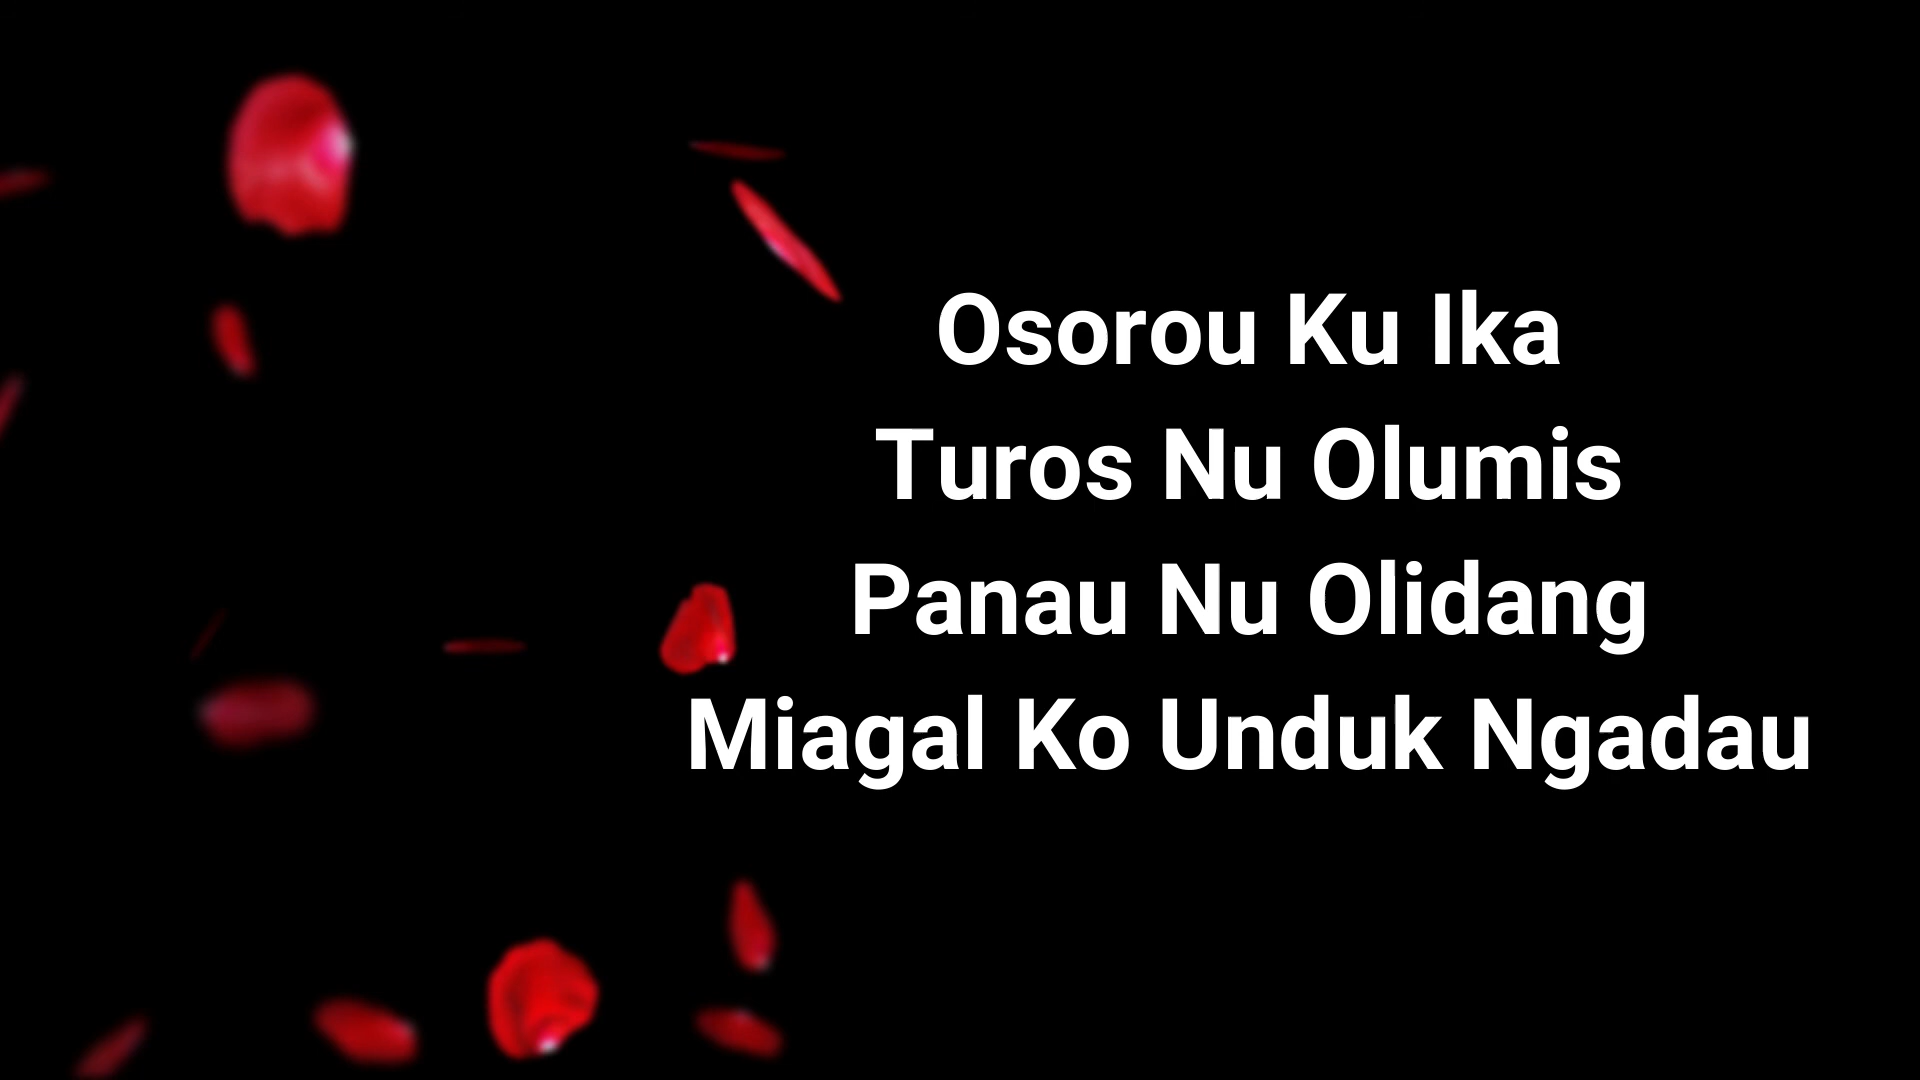 Osorou Ku Ika
Turos Nu Olumis
Panau Nu Olidang
Miagal Ko Unduk Ngadau